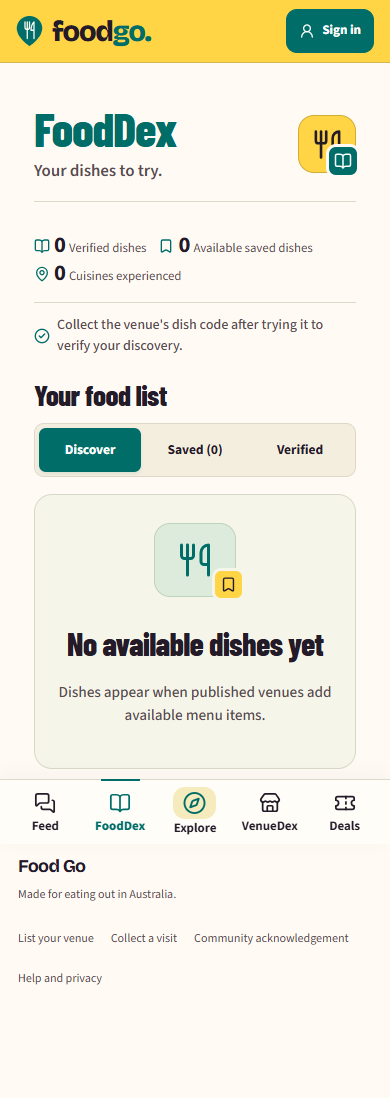 foodgo.
Sign in
FoodDex
Your dishes to try.
0 Verified dishes 0 Available saved dishes
0 Cuisines experienced
Collect the venue's dish code after trying it to
verify your discovery.
Your food list
Discover Saved (0) Verified
No available dishes yet
Dishes appear when published venues add
available menu items.
Feed FoodDex Explore VenueDex Deals
Food Go
Made for eating out in Australia.
List your venue Collect a visit Community acknowledgement
Help and privacy